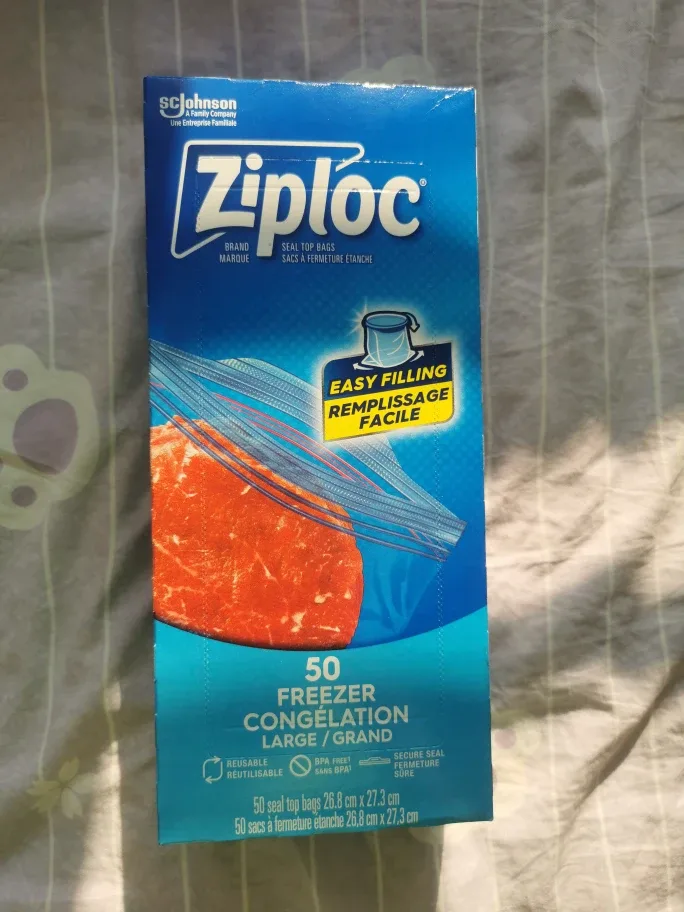 scjohnson
A Family Company
Une Entreprise Familiale
Ziploc®
BRAND SEAL TOP BAGS
MARQUE SACS À FERMETURE ÉTANCHE
EASY FILLING
REMPLISSAGE
FACILE
50
FREEZER
CONGÉLATION
LARGE / GRAND
REUSABLE
RÉUTILISABLE
BPA FREE†
SANS BPA†
SECURE SEAL
FERMETURE
SÛRE
50 seal top bags 26.8 cm x 27.3 cm
50 sacs à fermeture étanche 26,8 cm x 27,3 cm